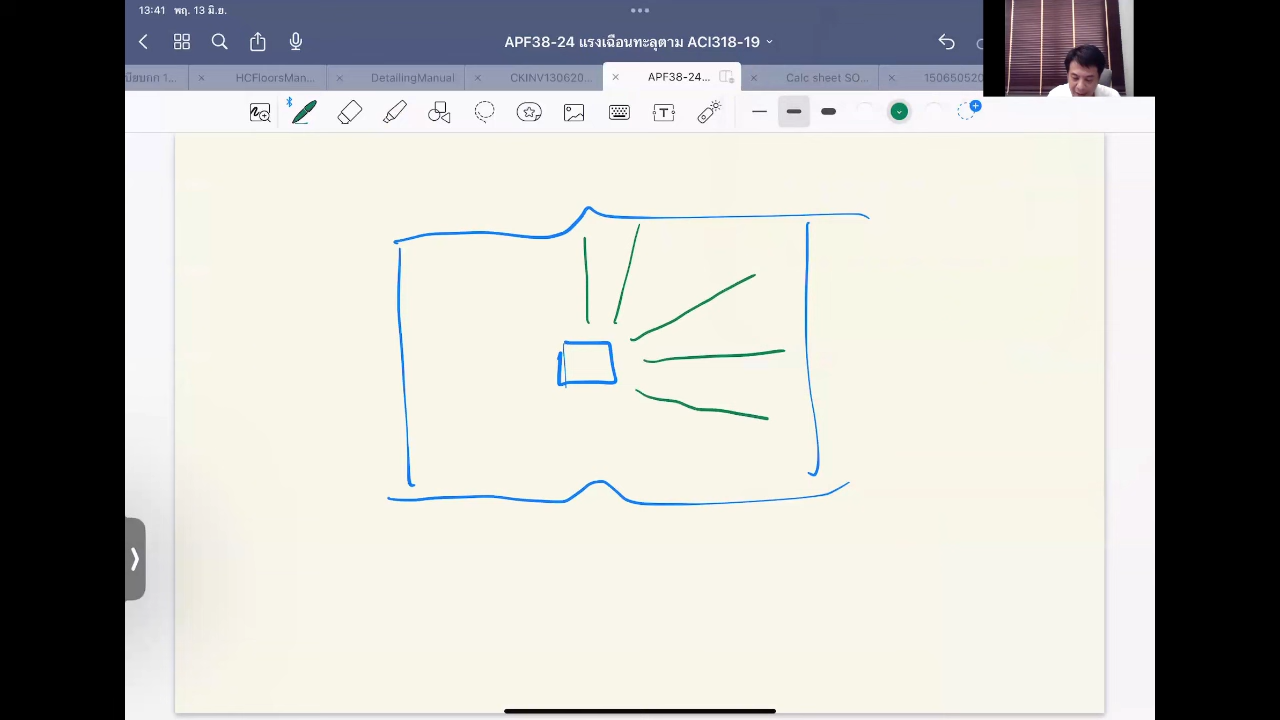 13:41 พฤ. 13 มิ.ย.
APF38-24 แรงเฉือนทะลุตาม ACI318-19
HCFloorsMan...
DetailingManual
CKINV130620...
APF38-24...
Calc sheet SO...
150650520
T